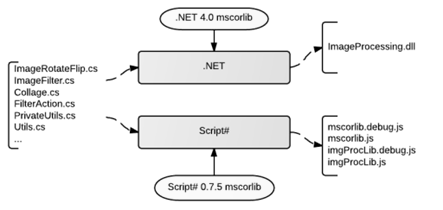 .NET 4.0 mscorlib
ImageRotateFlip.cs
ImageFilter.cs
Collage.cs
FilterAction.cs
PrivateUtils.cs
Utils.cs
...
.NET
ImageProcessing.dll
Script#
mscorlib.debug.js
mscorlib.js
imgProcLib.debug.js
imgProcLib.js
Script# 0.7.5 mscorlib